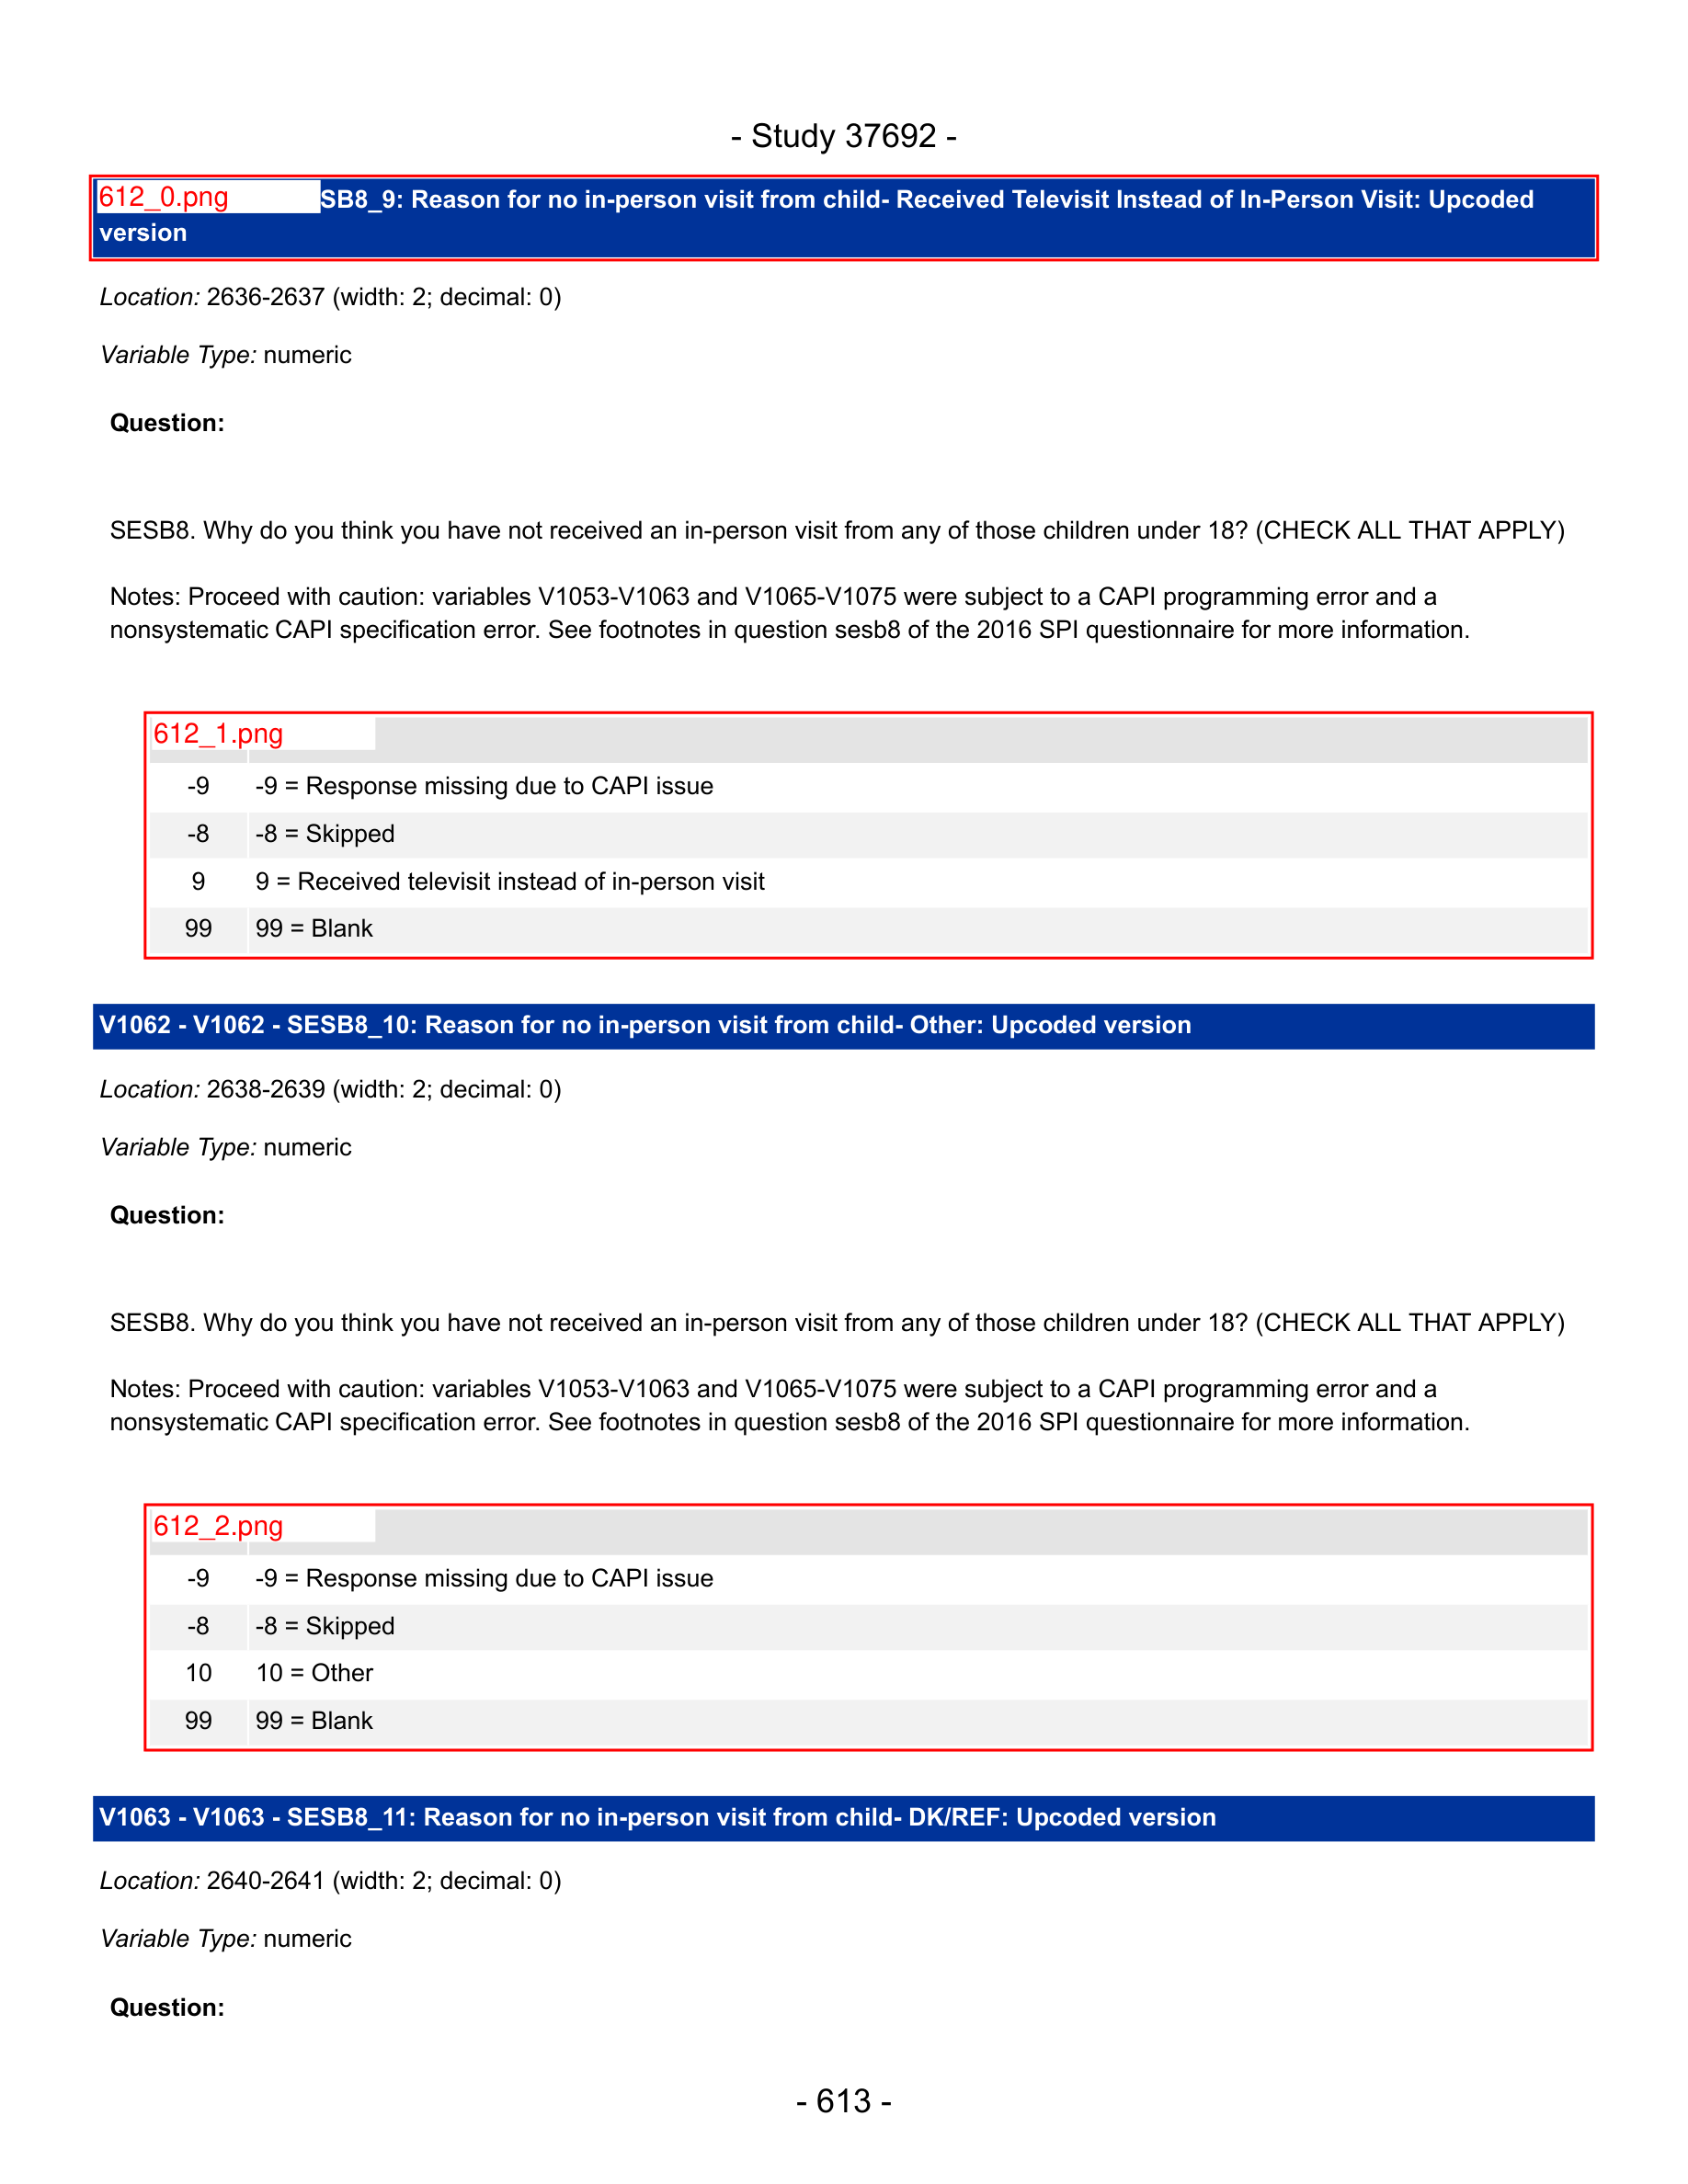 - Study 37692 -
612_0.png SB8_9: Reason for no in-person visit from child- Received Televisit Instead of In-Person Visit: Upcoded
version
Location: 2636-2637 (width: 2; decimal: 0)
Variable Type: numeric
Question:
SESB8. Why do you think you have not received an in-person visit from any of those children under 18? (CHECK ALL THAT APPLY)
Notes: Proceed with caution: variables V1053-V1063 and V1065-V1075 were subject to a CAPI programming error and a
nonsystematic CAPI specification error. See footnotes in question sesb8 of the 2016 SPI questionnaire for more information.
612_1.png
-9 -9 = Response missing due to CAPI issue
-8 -8 = Skipped
9 9 = Received televisit instead of in-person visit
99 99 = Blank
V1062 - V1062 - SESB8_10: Reason for no in-person visit from child- Other: Upcoded version
Location: 2638-2639 (width: 2; decimal: 0)
Variable Type: numeric
Question:
SESB8. Why do you think you have not received an in-person visit from any of those children under 18? (CHECK ALL THAT APPLY)
Notes: Proceed with caution: variables V1053-V1063 and V1065-V1075 were subject to a CAPI programming error and a
nonsystematic CAPI specification error. See footnotes in question sesb8 of the 2016 SPI questionnaire for more information.
612_2.png
-9 -9 = Response missing due to CAPI issue
-8 -8 = Skipped
10 10 = Other
99 99 = Blank
V1063 - V1063 - SESB8_11: Reason for no in-person visit from child- DK/REF: Upcoded version
Location: 2640-2641 (width: 2; decimal: 0)
Variable Type: numeric
Question:
- 613 -